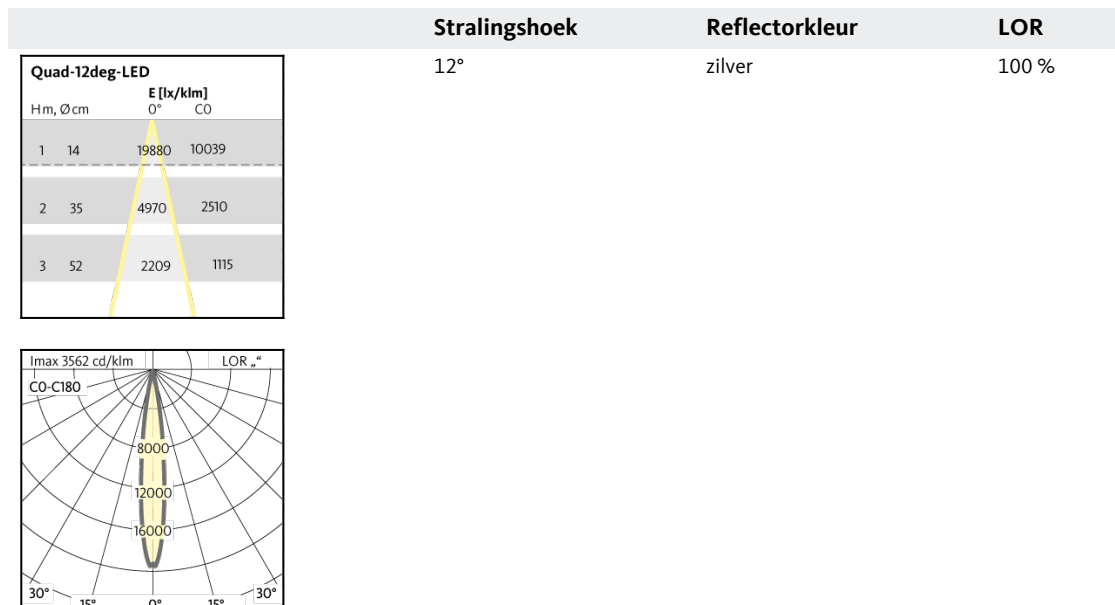 Stralingshoek Reflectorkleur LOR
12° zilver 100 %
Quad-12deg-LED
E [lx/klm]
H m, Ø cm 0° C0
1 14 19880 10039
2 35 4970 2510
3 52 2209 1115
Imax 3562 cd/klm LOR „“
C0-C180
8000
12000
16000
30° 15° 0° 15° 30°